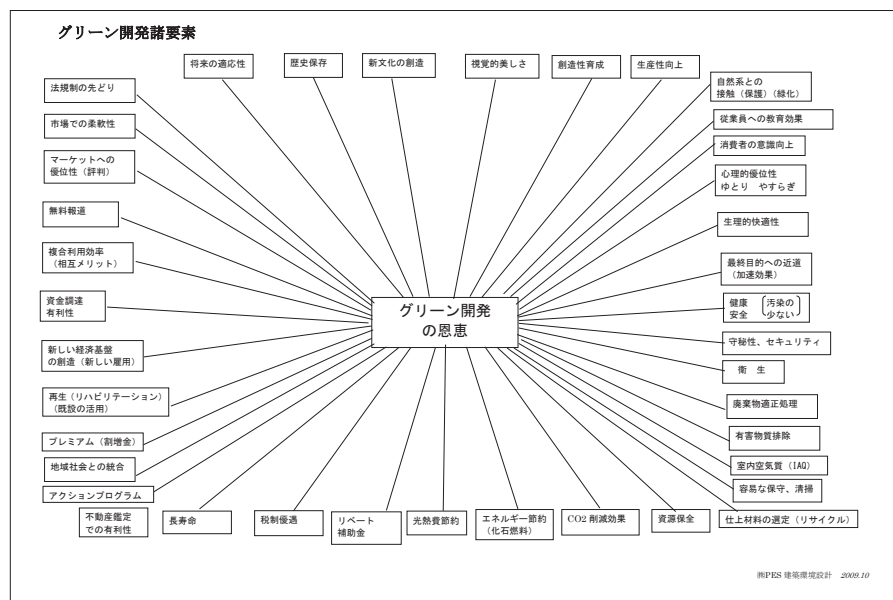 グリーン開発諸要素
将来の適応性
歴史保存
新文化の創造
視覚的美しさ
創造性育成
生産性向上
法規制の先どり
市場での柔軟性
マーケットへの
優位性（評判）
無料報道
複合利用効率
（相互メリット）
資金調達
有利性
新しい経済基盤
の創造（新しい雇用）
再生（リハビリテーション）
（既設の活用）
プレミアム（割増金）
地域社会との統合
アクションプログラム
不動産鑑定
での有利性
グリーン開発
の恩恵
自然系との
接触（保護）（緑化）
従業員への教育効果
消費者の意識向上
心理的優位性
ゆとり　やすらぎ
生理的快適性
最終目的への近道
（加速効果）
健康　汚染の
安全　少ない
守秘性、セキュリティ
衛　生
廃棄物適正処理
有害物質排除
室内空気質（IAQ）
容易な保守、清掃
仕上材料の選定（リサイクル）
長寿命
税制優遇
リベート
補助金
光熱費節約
エネルギー節約
（化石燃料）
CO2 削減効果
資源保全
㈱PES 建築環境設計　2009.10